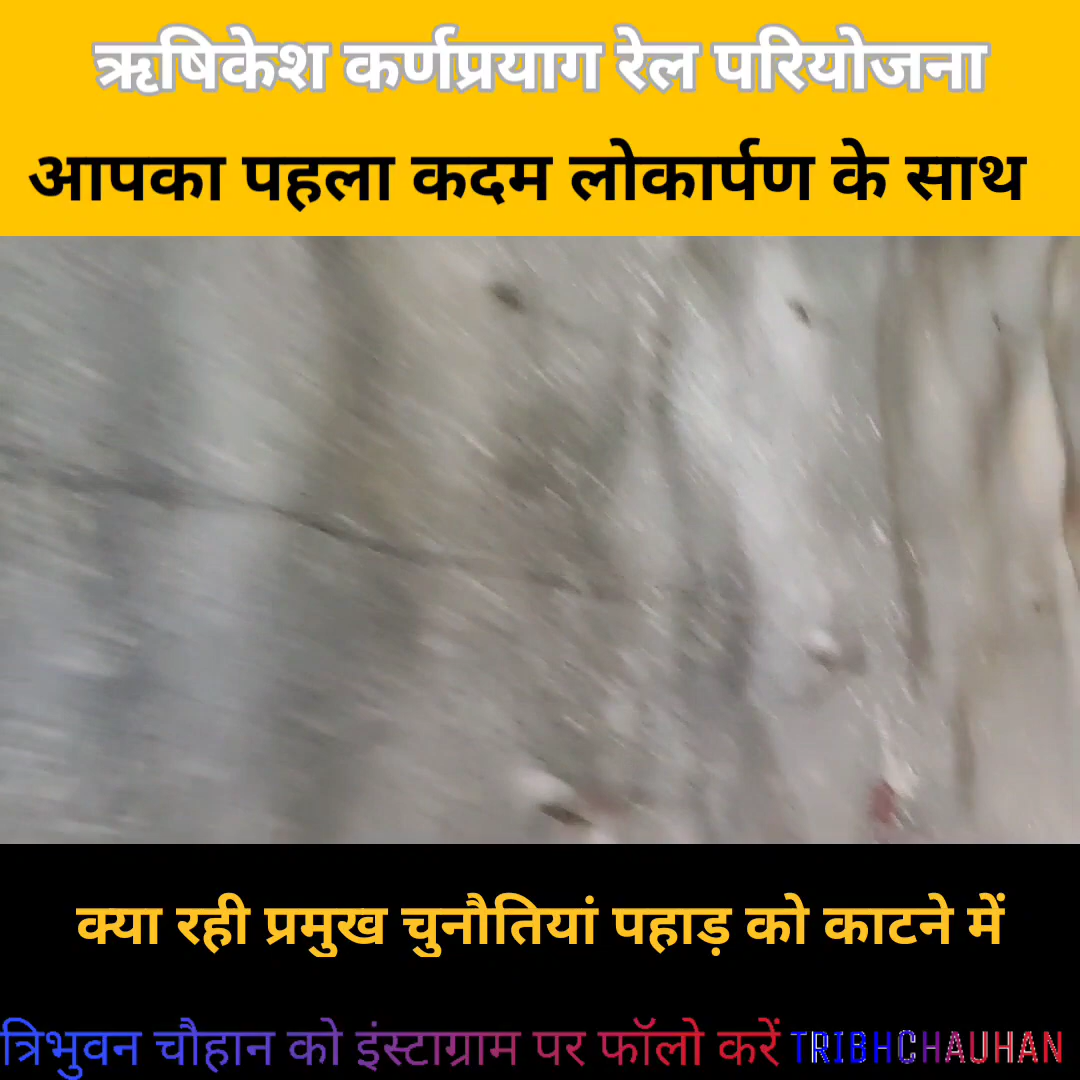 ऋषिकेश कर्णप्रयाग रेल परियोजना
आपका पहला कदम लोकार्पण के साथ
क्या रही प्रमुख चुनौतियां पहाड़ को काटने में
त्रिभुवन चौहान को इंस्टाग्राम पर फॉलो करें TRIBHCHAUHAN